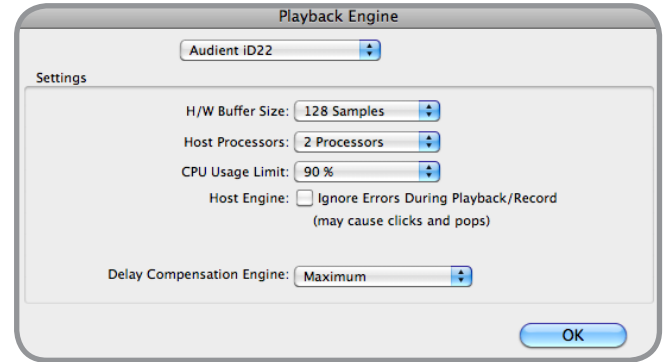 Playback Engine
Audient iD22
Settings
H/W Buffer Size: 128 Samples
Host Processors: 2 Processors
CPU Usage Limit: 90 %
Host Engine: Ignore Errors During Playback/Record
(may cause clicks and pops)
Delay Compensation Engine: Maximum
OK